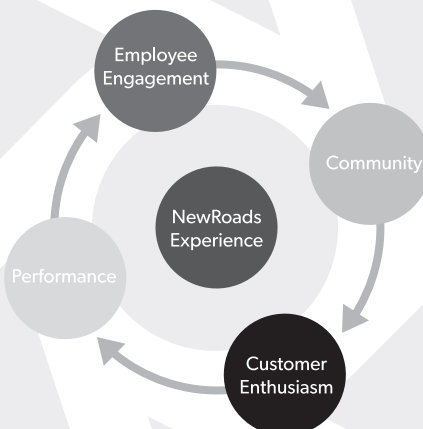 Employee
Engagement
Community
NewRoads
Experience
Performance
Customer
Enthusiasm